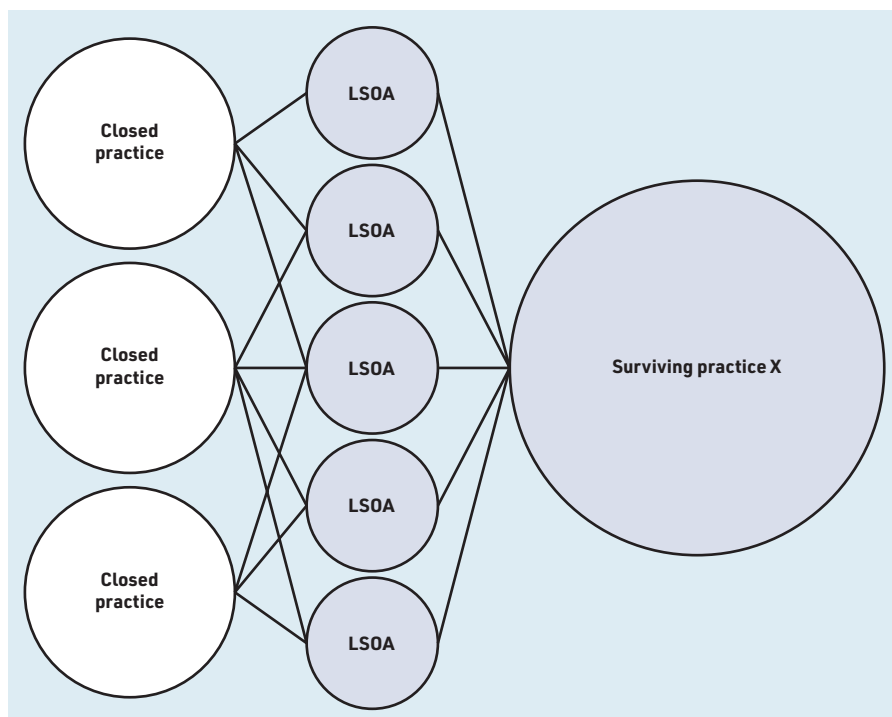 Closed
practice
Closed
practice
Closed
practice
LSOA
LSOA
LSOA
LSOA
LSOA
Surviving practice X